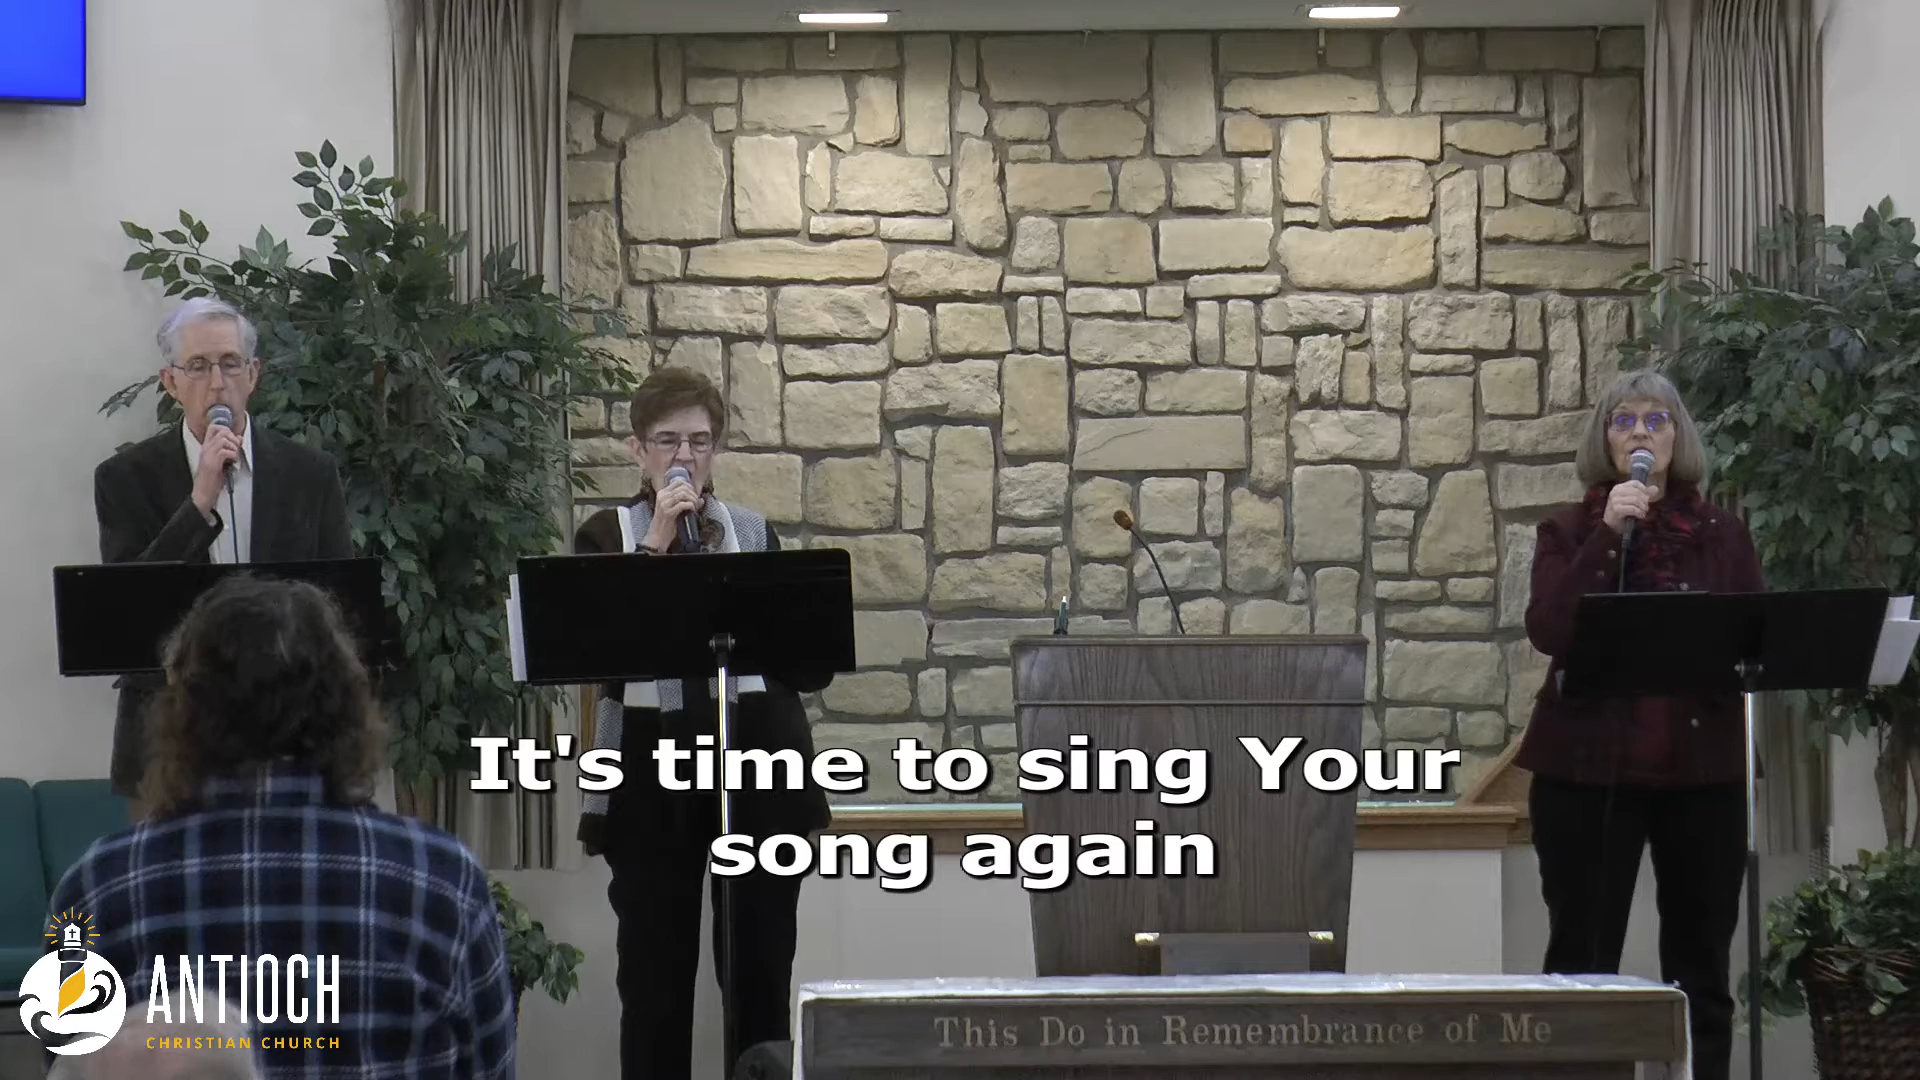 It's time to sing Your
song again
ANTIOCH
CHRISTIAN CHURCH
This Do in Remembrance of Me